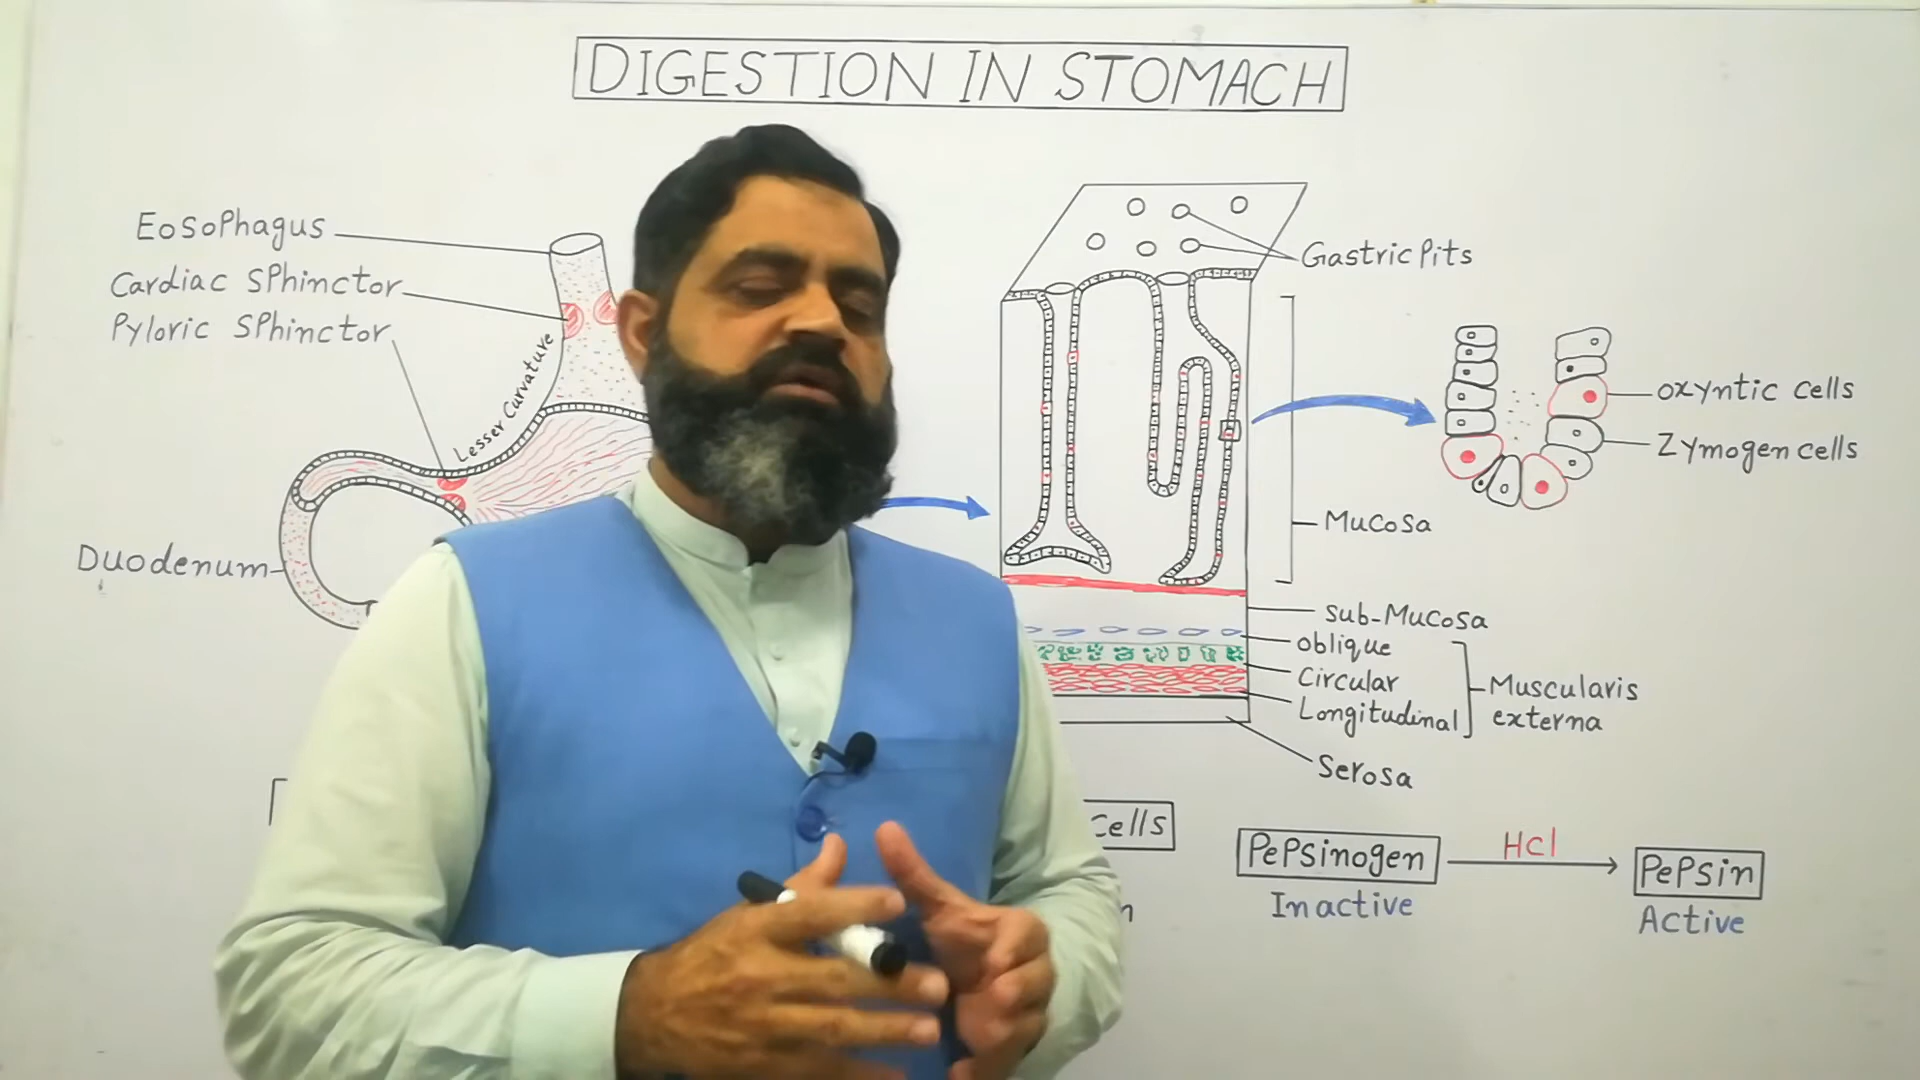 DIGESTION IN STOMACH
EosoPhagus
Cardiac SPhinctor
Pyloric SPhinctor
Lesser Curvature
Duodenum
Gastric Pits
oxyntic cells
Zymogen cells
Mucosa
Sub-Mucosa
oblique
Circular
Longitudinal
Muscularis
externa
Serosa
cells
PePsinogen
Hcl
PePsin
Inactive
Active